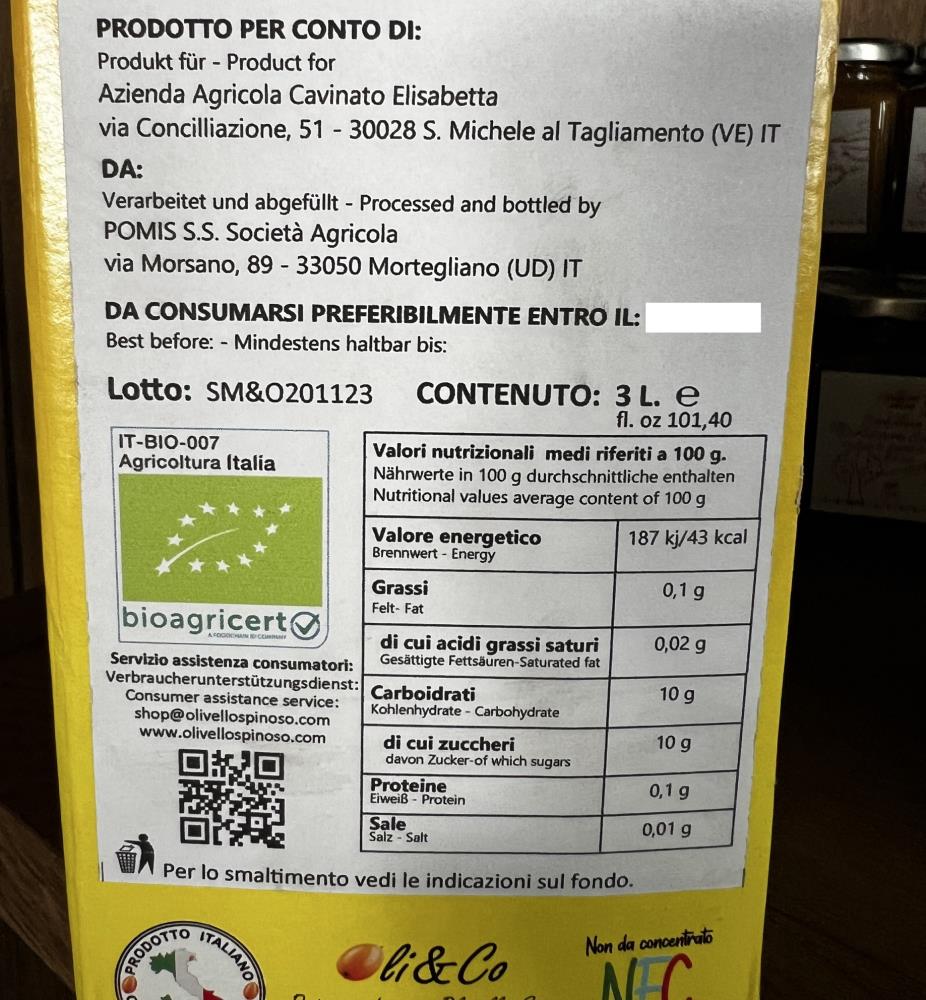 PRODOTTO PER CONTO DI:
Produkt für - Product for
Azienda Agricola Cavinato Elisabetta
via Concilliazione, 51 - 30028 S. Michele al Tagliamento (VE) IT
DA:
Verarbeitet und abgefüllt - Processed and bottled by
POMIS S.S. Società Agricola
via Morsano, 89 - 33050 Mortegliano (UD) IT
DA CONSUMARSI PREFERIBILMENTE ENTRO IL:
Best before: - Mindestens haltbar bis:
Lotto: SM&O201123 CONTENUTO: 3 L. e
fl. oz 101,40
IT-BIO-007
Agricoltura Italia
bioagricert
A FOODCHAIN ID COMPANY
Servizio assistenza consumatori:
Verbraucherunterstützungsdienst:
Consumer assistance service:
shop@olivellospinoso.com
www.olivellospinoso.com
Valori nutrizionali medi riferiti a 100 g.
Nährwerte in 100 g durchschnittliche enthalten
Nutritional values average content of 100 g
Valore energetico 187 kj/43 kcal
Brennwert - Energy
Grassi 0,1 g
Felt- Fat
di cui acidi grassi saturi 0,02 g
Gesättigte Fettsäuren-Saturated fat
Carboidrati 10 g
Kohlenhydrate - Carbohydrate
di cui zuccheri 10 g
davon Zucker-of which sugars
Proteine 0,1 g
Eiweiß - Protein
Sale 0,01 g
Salz - Salt
Per lo smaltimento vedi le indicazioni sul fondo.
PRODOTTO ITALIANO
Oli&Co
Non da concentrato
NFC